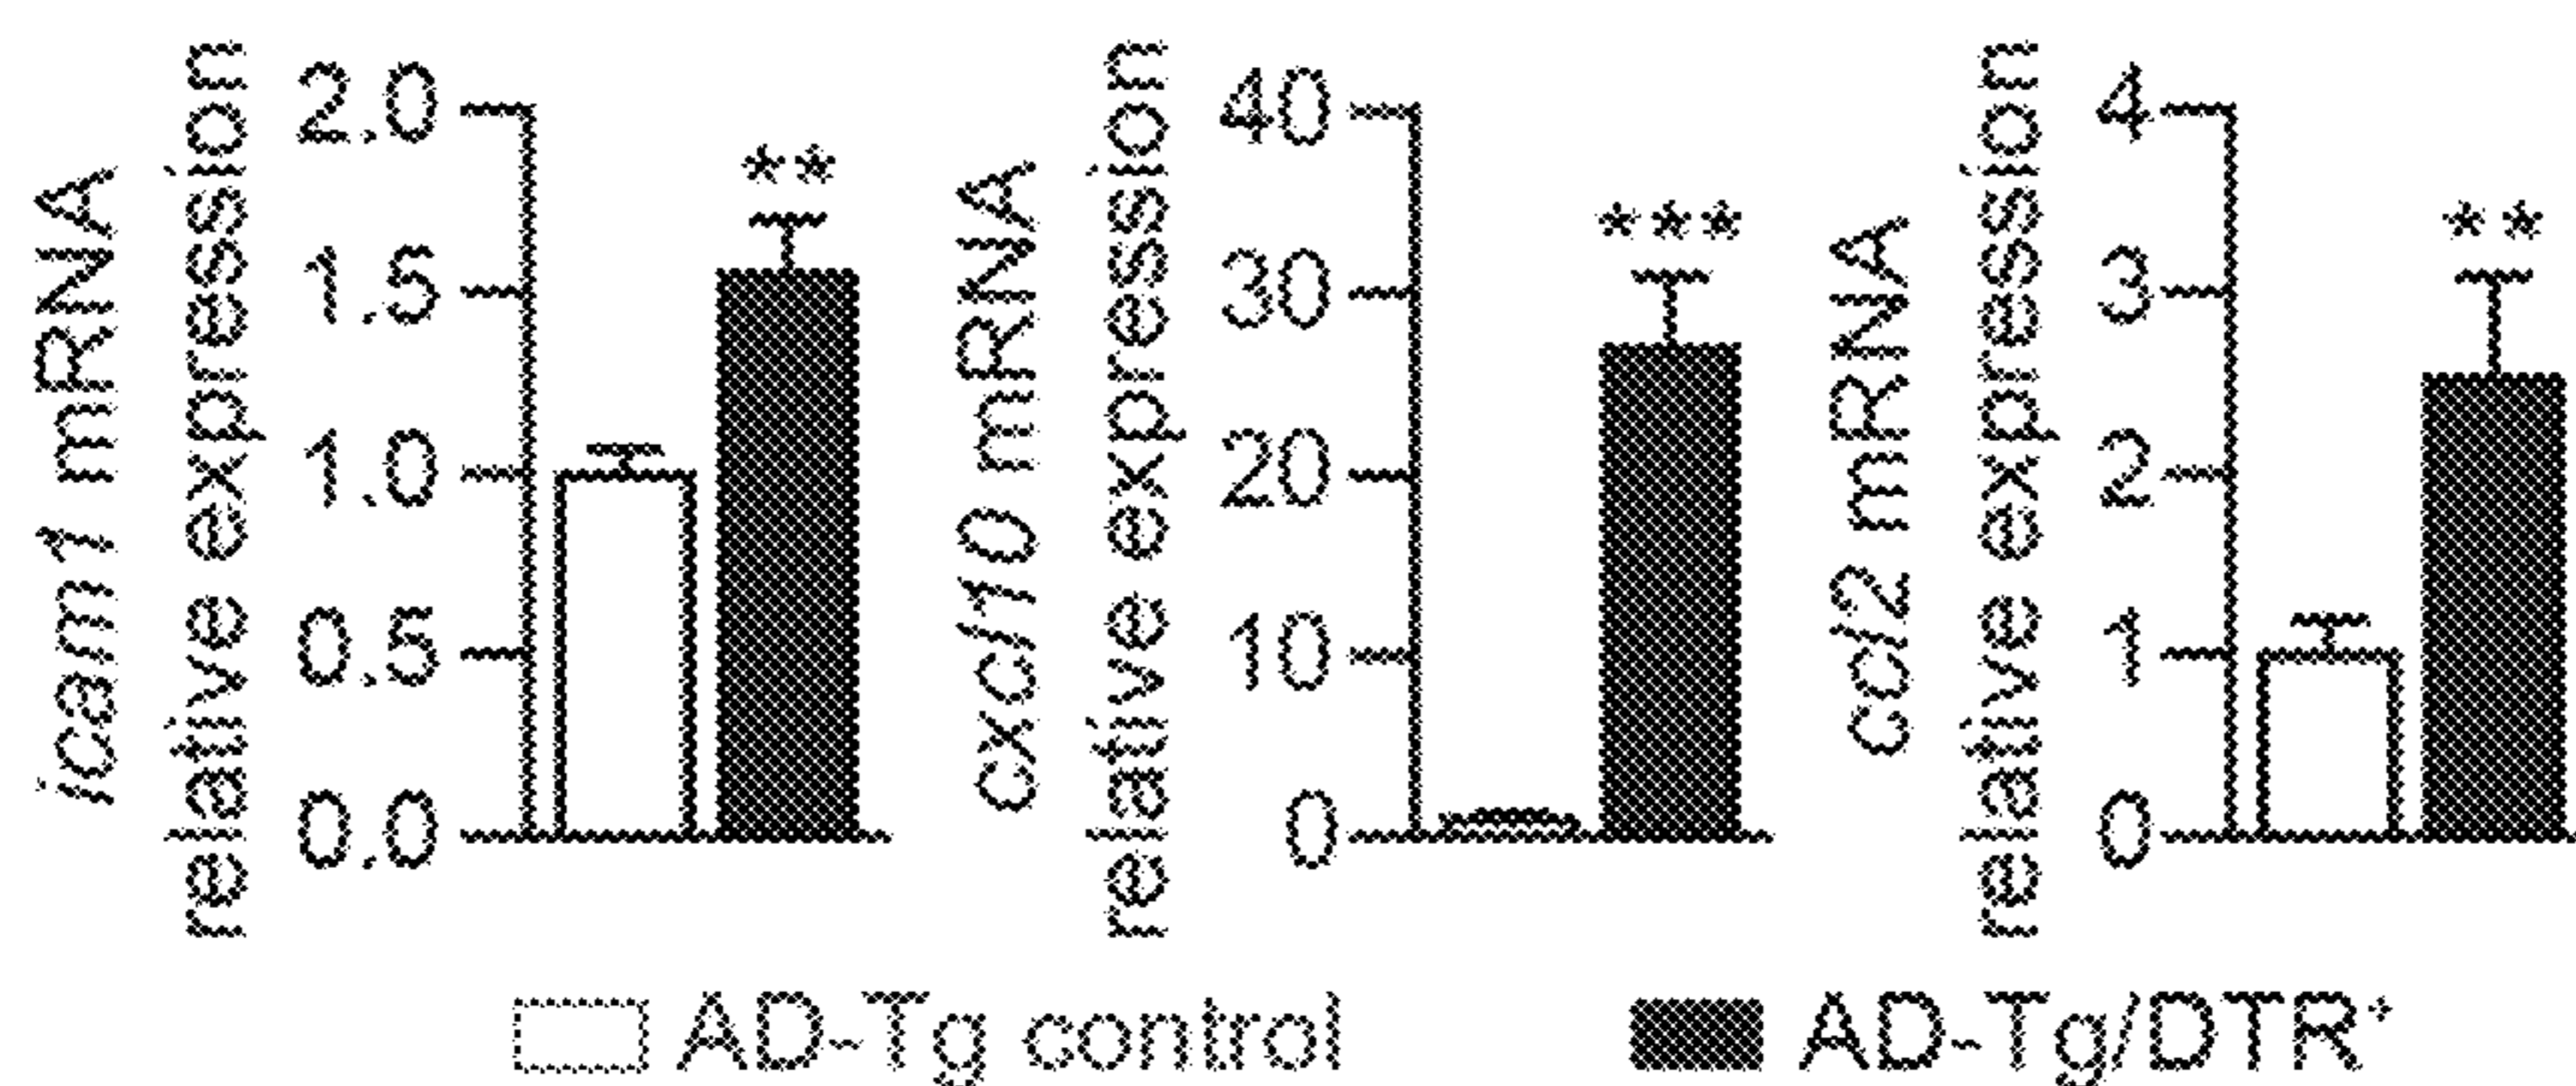 icam1 mRNA
relative expression
2.0
1.5
1.0
0.5
0.0
**
cxcl10 mRNA
relative expression
40
30
20
10
0
***
ccl2 mRNA
relative expression
4
3
2
1
0
**
AD-Tg control
AD-Tg/DTR⁺